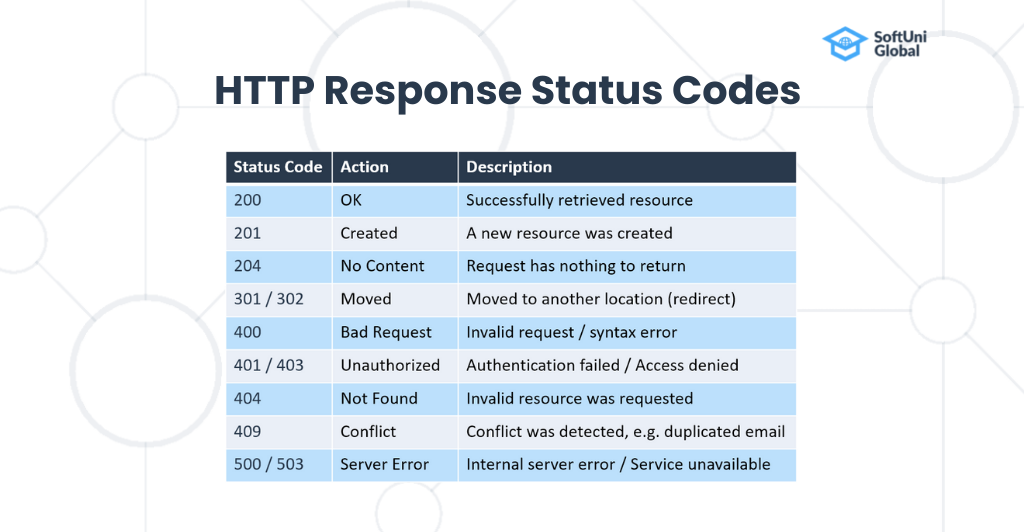 SoftUni
Global
HTTP Response Status Codes
Status Code Action Description
200 OK Successfully retrieved resource
201 Created A new resource was created
204 No Content Request has nothing to return
301 / 302 Moved Moved to another location (redirect)
400 Bad Request Invalid request / syntax error
401 / 403 Unauthorized Authentication failed / Access denied
404 Not Found Invalid resource was requested
409 Conflict Conflict was detected, e.g. duplicated email
500 / 503 Server Error Internal server error / Service unavailable